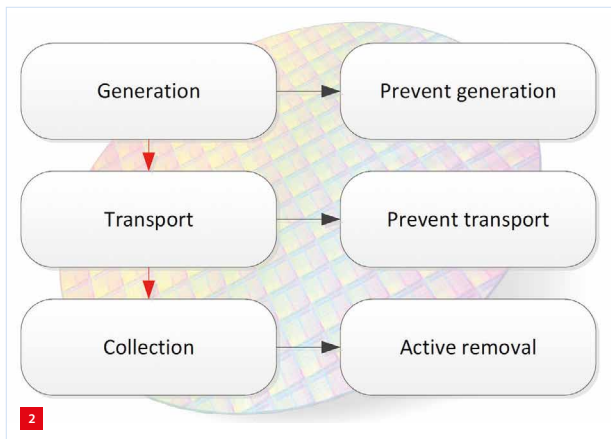 Generation
Prevent generation
Transport
Prevent transport
Collection
Active removal
2